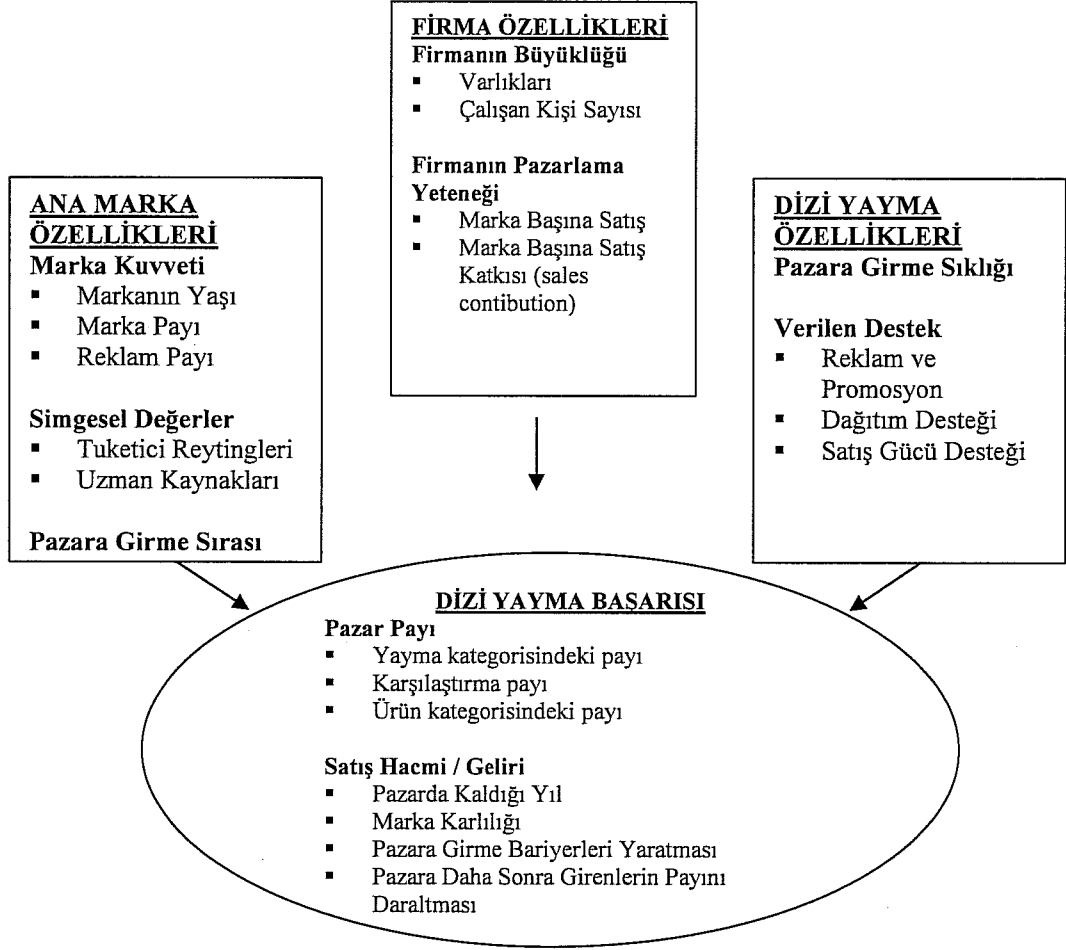 FİRMA ÖZELLİKLERİ
Firmanın Büyüklüğü
▪ Varlıkları
▪ Çalışan Kişi Sayısı
Firmanın Pazarlama
Yeteneği
▪ Marka Başına Satış
▪ Marka Başına Satış
Katkısı (sales
contibution)
ANA MARKA
ÖZELLİKLERİ
Marka Kuvveti
▪ Markanın Yaşı
▪ Marka Payı
▪ Reklam Payı
Simgesel Değerler
▪ Tuketici Reytingleri
▪ Uzman Kaynakları
Pazara Girme Sırası
DİZİ YAYMA
ÖZELLİKLERİ
Pazara Girme Sıklığı
Verilen Destek
▪ Reklam ve
Promosyon
▪ Dağıtım Desteği
▪ Satış Gücü Desteği
DİZİ YAYMA BAŞARISI
Pazar Payı
▪ Yayma kategorisindeki payı
▪ Karşılaştırma payı
▪ Ürün kategorisindeki payı
Satış Hacmi / Geliri
▪ Pazarda Kaldığı Yıl
▪ Marka Karlılığı
▪ Pazara Girme Bariyerleri Yaratması
▪ Pazara Daha Sonra Girenlerin Payını
Daraltması